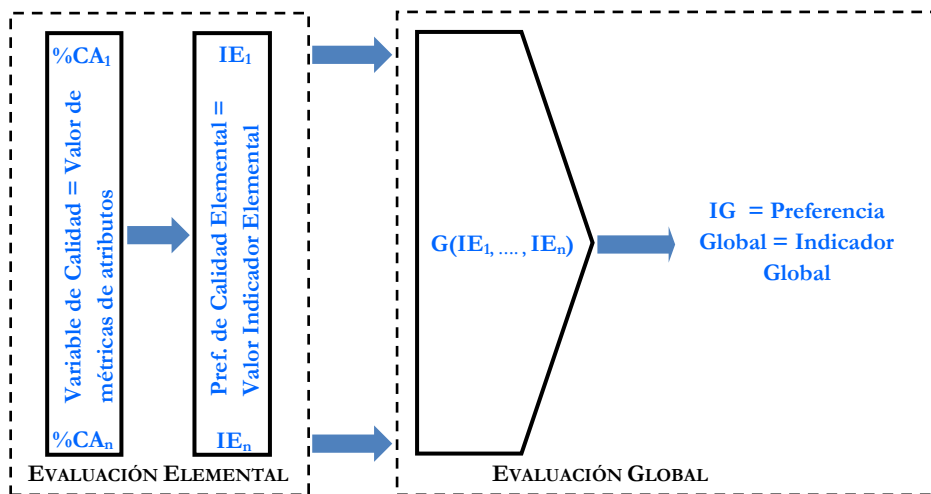 %CA₁
Variable de Calidad = Valor de
métricas de atributos
%CAₙ
IE₁
Pref. de Calidad Elemental =
Valor Indicador Elemental
IEₙ
EVALUACIÓN ELEMENTAL
G(IE₁, …., IEₙ)
IG = Preferencia
Global = Indicador
Global
EVALUACIÓN GLOBAL